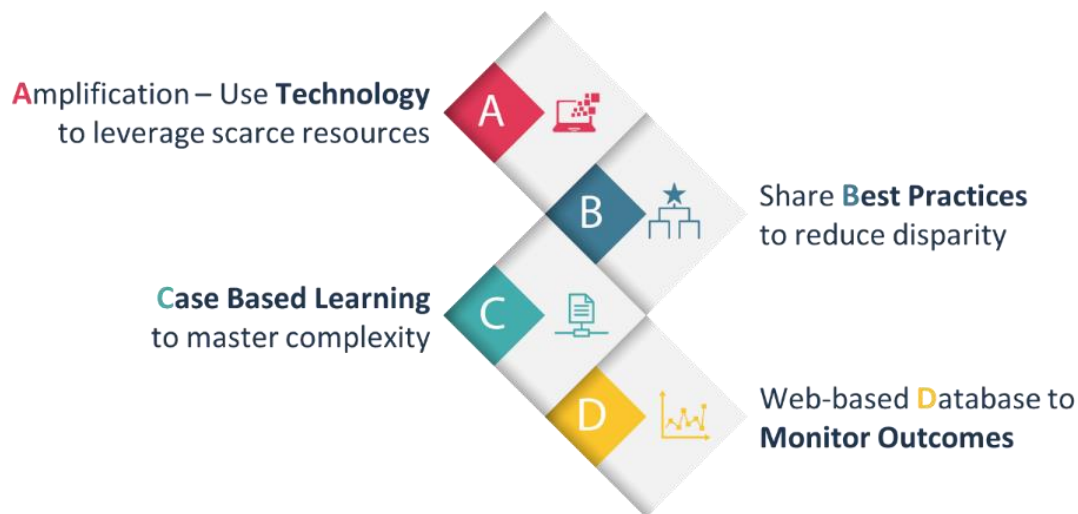 Amplification – Use Technology
to leverage scarce resources
A
B
Share Best Practices
to reduce disparity
Case Based Learning
to master complexity
C
D
Web-based Database to
Monitor Outcomes